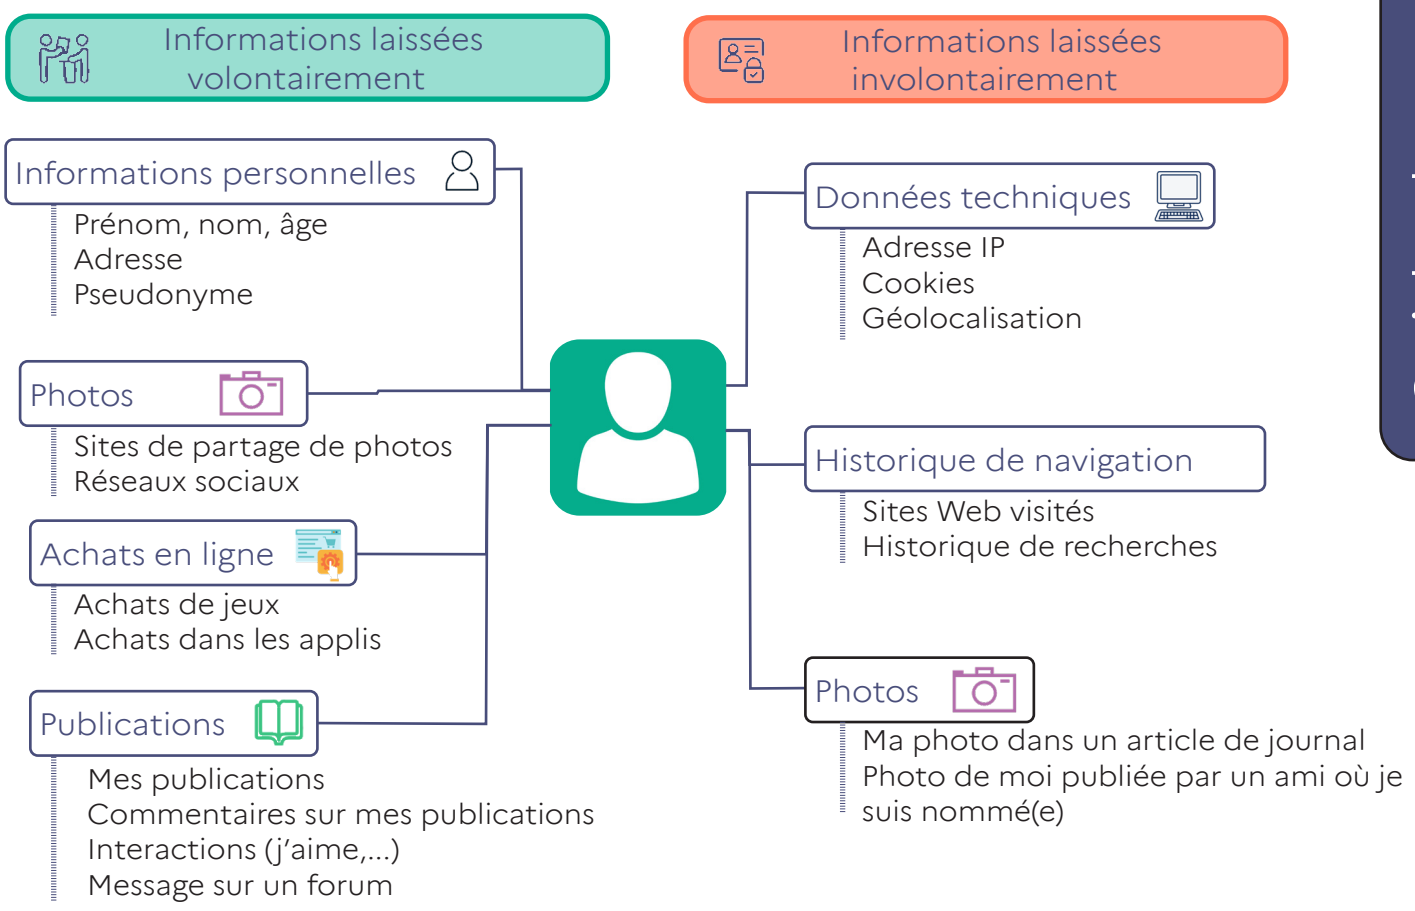 Informations laissées
volontairement
Informations laissées
involontairement
Informations personnelles
Prénom, nom, âge
Adresse
Pseudonyme
Photos
Sites de partage de photos
Réseaux sociaux
Achats en ligne
Achats de jeux
Achats dans les applis
Publications
Mes publications
Commentaires sur mes publications
Interactions (j’aime,...)
Message sur un forum
Données techniques
Adresse IP
Cookies
Géolocalisation
Historique de navigation
Sites Web visités
Historique de recherches
Photos
Ma photo dans un article de journal
Photo de moi publiée par un ami où je
suis nommé(e)